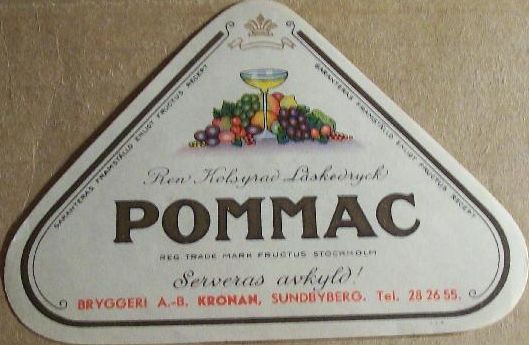 GARANTERAS FRAMSTÄLLD ENLIGT FRUCTUS RECEPT
GARANTERAS FRAMSTÄLLD ENLIGT FRUCTUS RECEPT
Ren Kolsyrad Läskedryck
POMMAC
REG. TRADE MARK FRUCTUS STOCKHOLM
Serveras avkyld!
BRYGGERI A.-B. KRONAN, SUNDBYBERG. Tel. 28 26 55.